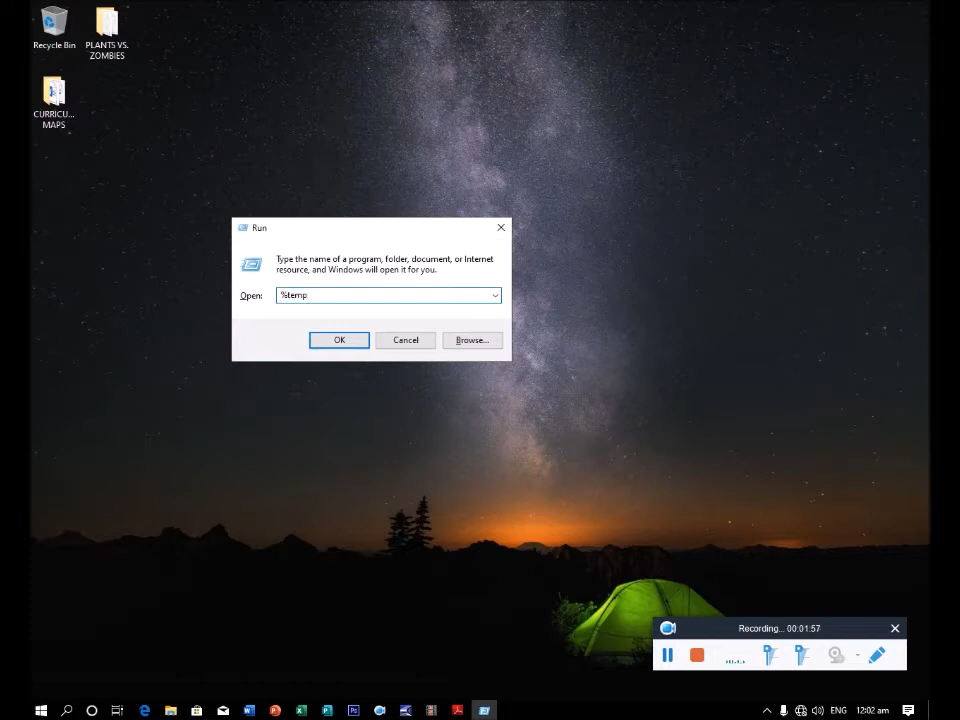 Recycle Bin
PLANTS VS.
ZOMBIES
CURRICU...
MAPS
Run
Type the name of a program, folder, document, or Internet
resource, and Windows will open it for you.
Open:
%temp
OK
Cancel
Browse...
Recording... 00:01:57
ENG
12:02 am